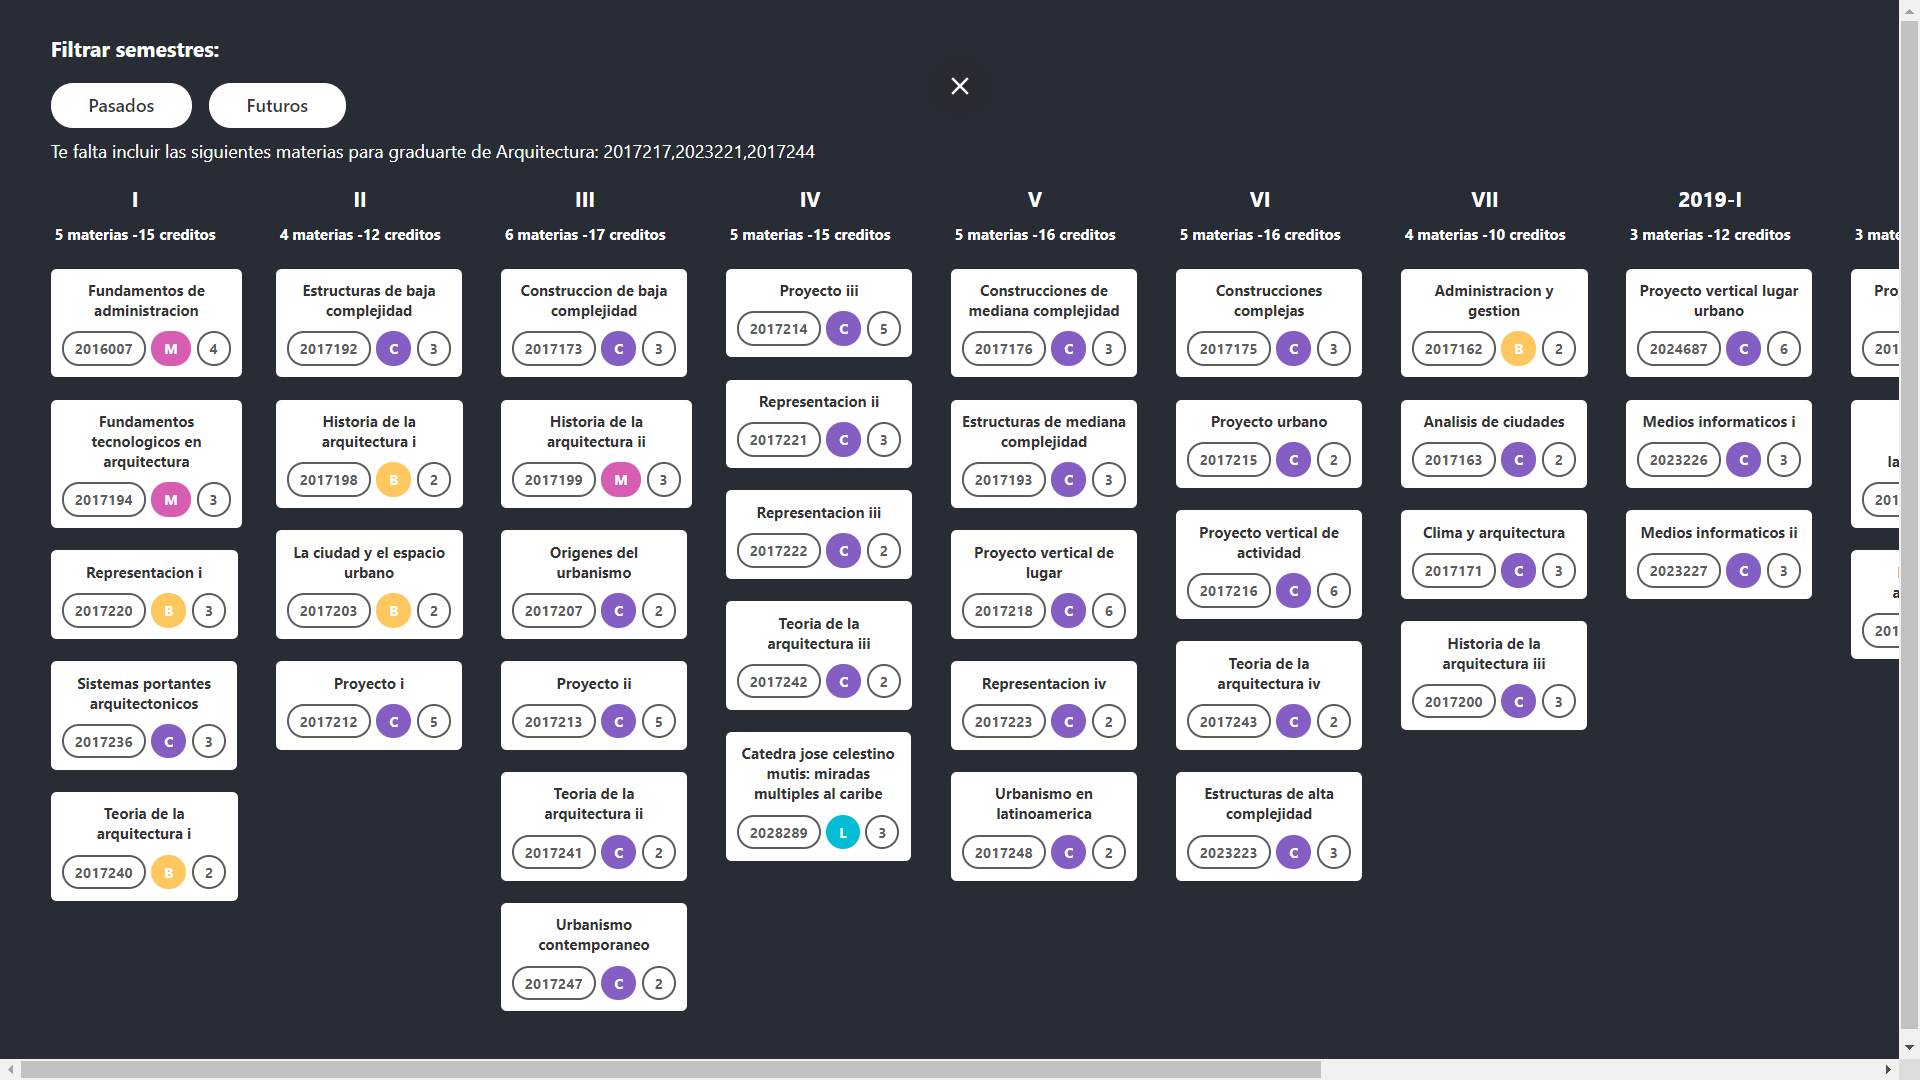 Filtrar semestres:
Pasados
Futuros
Te falta incluir las siguientes materias para graduarte de Arquitectura: 2017217,2023221,2017244
I
5 materias -15 creditos
Fundamentos de
administracion
2016007 M 4
Fundamentos
tecnologicos en
arquitectura
2017194 M 3
Representacion i
2017220 B 3
Sistemas portantes
arquitectonicos
2017236 C 3
Teoria de la
arquitectura i
2017240 B 2
II
4 materias -12 creditos
Estructuras de baja
complejidad
2017192 C 3
Historia de la
arquitectura i
2017198 B 2
La ciudad y el espacio
urbano
2017203 B 2
Proyecto i
2017212 C 5
III
6 materias -17 creditos
Construccion de baja
complejidad
2017173 C 3
Historia de la
arquitectura ii
2017199 M 3
Origenes del
urbanismo
2017207 C 2
Proyecto ii
2017213 C 5
Teoria de la
arquitectura ii
2017241 C 2
Urbanismo
contemporaneo
2017247 C 2
IV
5 materias -15 creditos
Proyecto iii
2017214 C 5
Representacion ii
2017221 C 3
Representacion iii
2017222 C 2
Teoria de la
arquitectura iii
2017242 C 2
Catedra jose celestino
mutis: miradas
multiples al caribe
2028289 L 3
V
5 materias -16 creditos
Construcciones de
mediana complejidad
2017176 C 3
Estructuras de mediana
complejidad
2017193 C 3
Proyecto vertical de
lugar
2017218 C 6
Representacion iv
2017223 C 2
Urbanismo en
latinoamerica
2017248 C 2
VI
5 materias -16 creditos
Construcciones
complejas
2017175 C 3
Proyecto urbano
2017215 C 2
Proyecto vertical de
actividad
2017216 C 6
Teoria de la
arquitectura iv
2017243 C 2
Estructuras de alta
complejidad
2023223 C 3
VII
4 materias -10 creditos
Administracion y
gestion
2017162 B 2
Analisis de ciudades
2017163 C 2
Clima y arquitectura
2017171 C 3
Historia de la
arquitectura iii
2017200 C 3
2019-I
3 materias -12 creditos
Proyecto vertical lugar
urbano
2024687 C 6
Medios informaticos i
2023226 C 3
Medios informaticos ii
2023227 C 3
3 mate
Pro
201
la
201
a
201